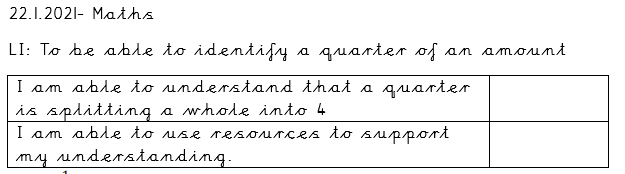 22.1.2021- Maths
LI: To be able to identify a quarter of an amount
I am able to understand that a quarter
is splitting a whole into 4
I am able to use resources to support
my understanding.
1